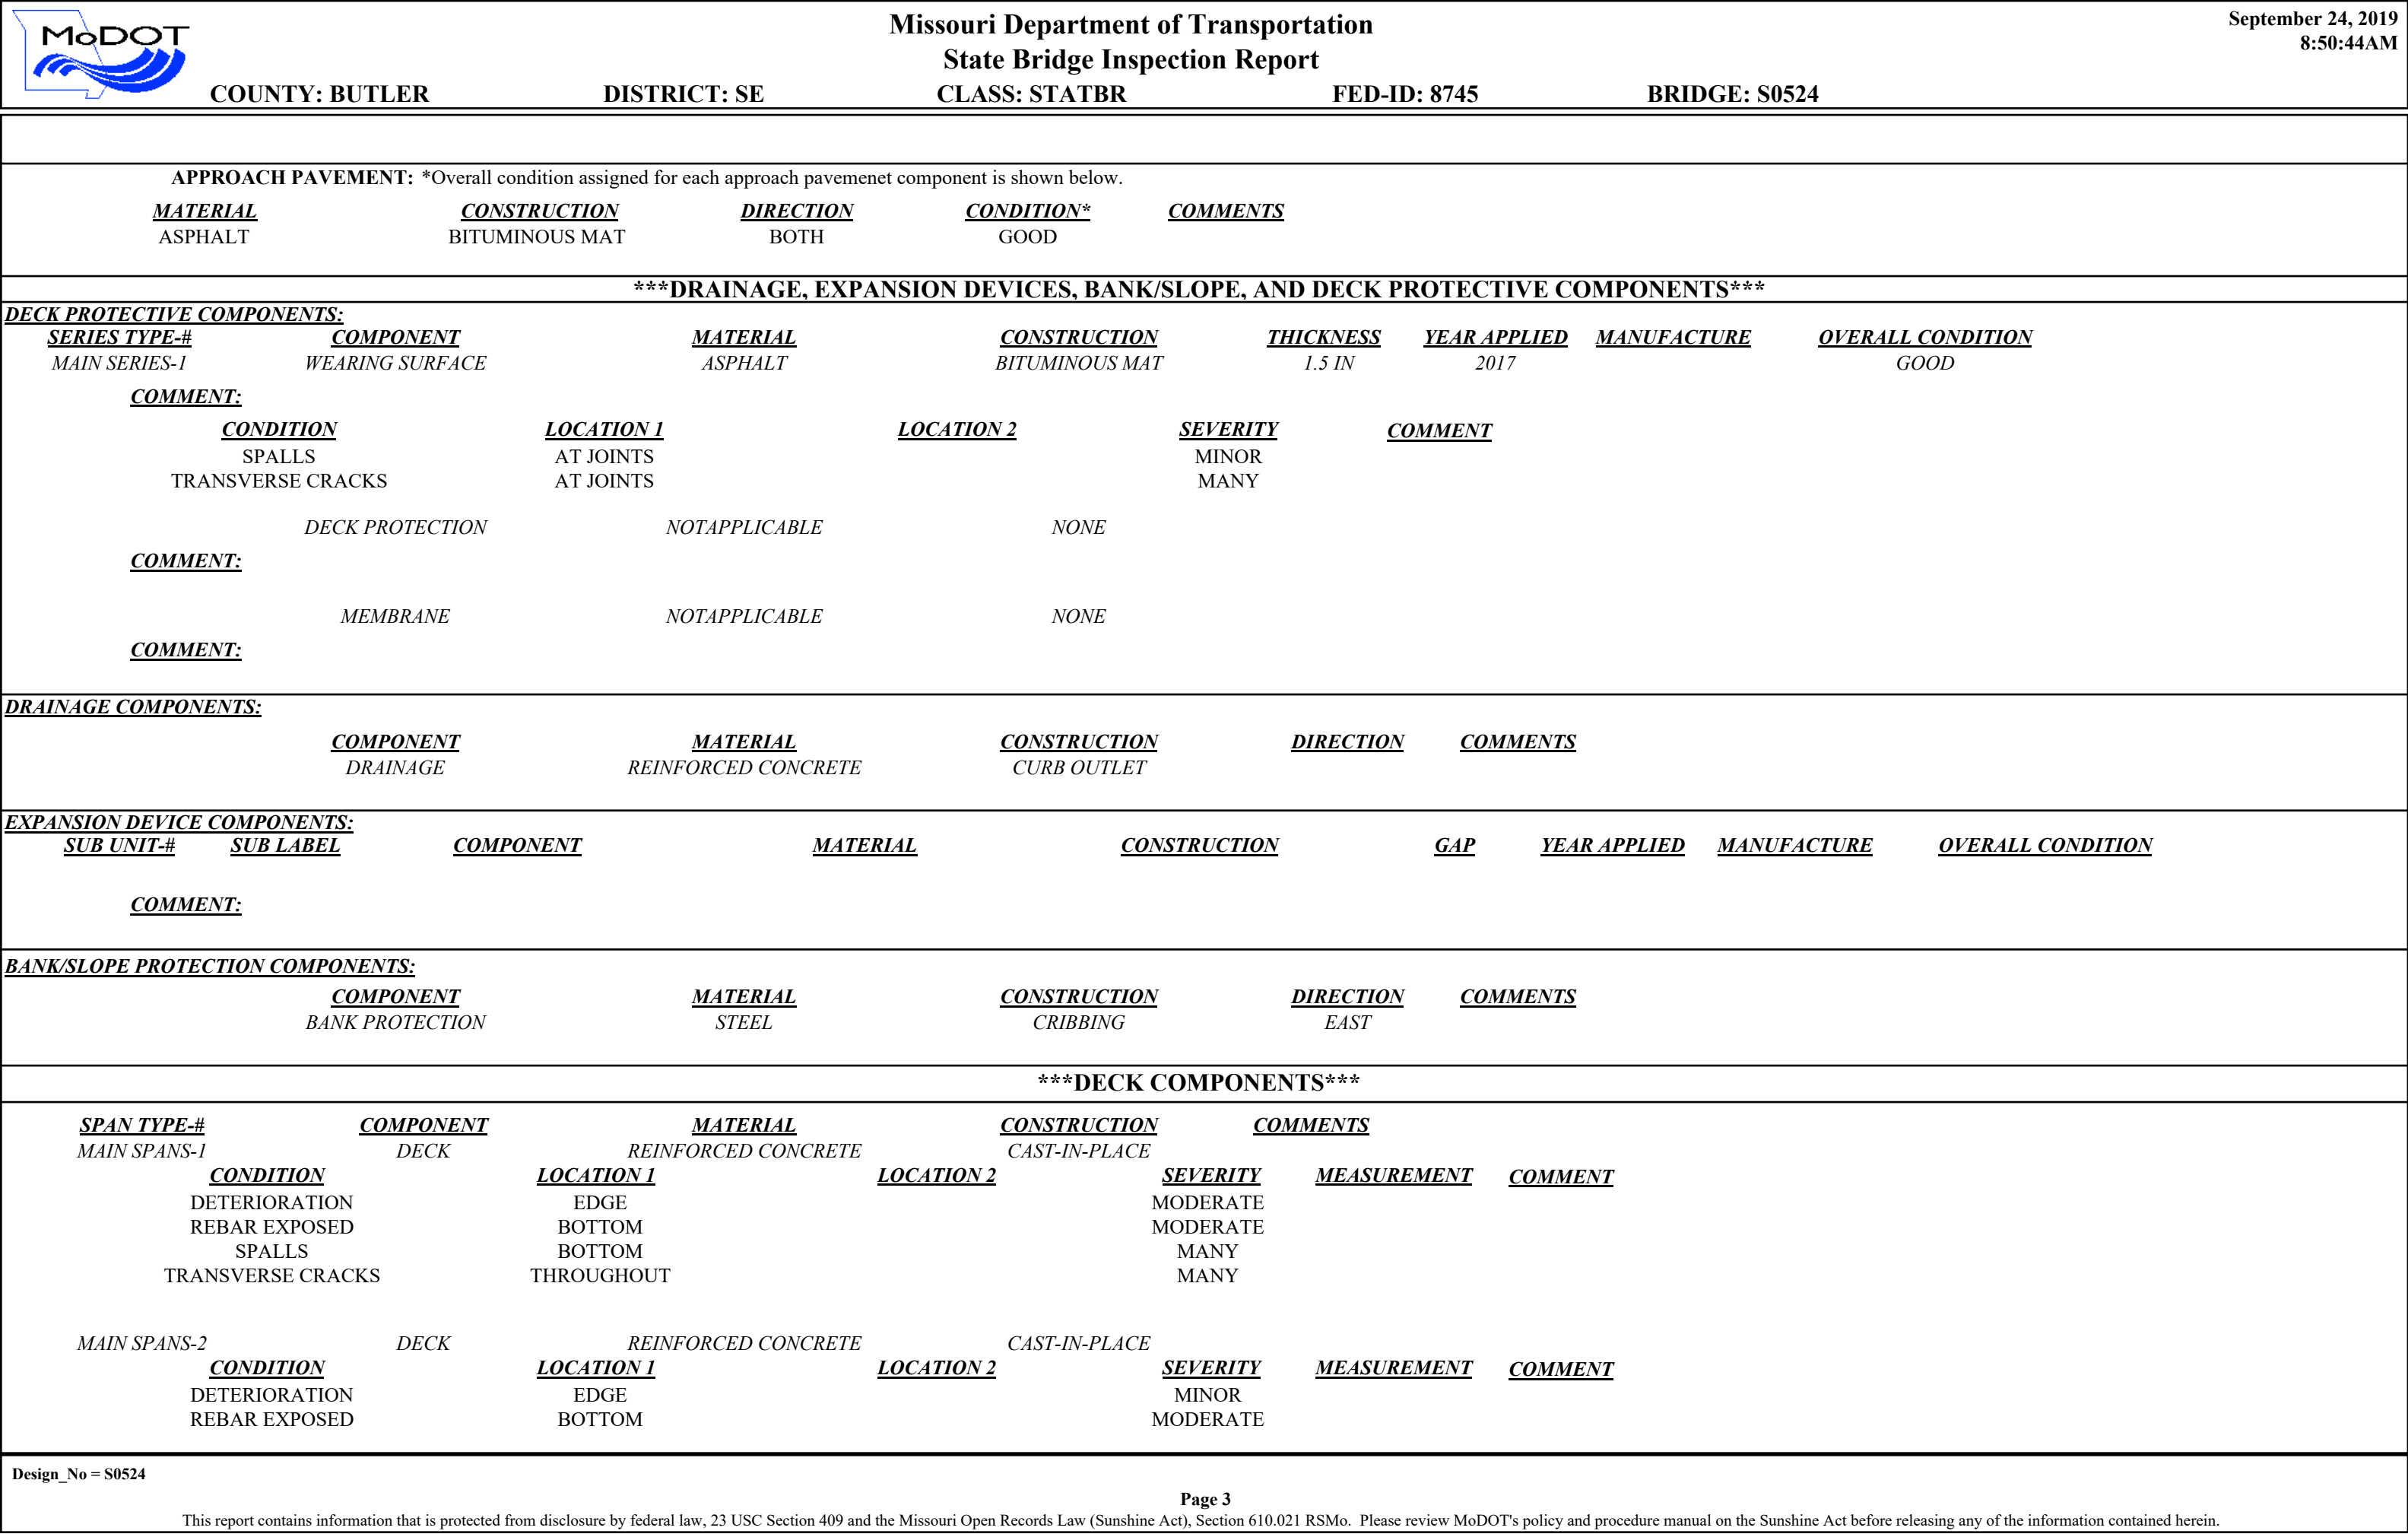 MoDOT
Missouri Department of Transportation
State Bridge Inspection Report
September 24, 2019
8:50:44AM
COUNTY: BUTLER DISTRICT: SE CLASS: STATBR FED-ID: 8745 BRIDGE: S0524
APPROACH PAVEMENT: *Overall condition assigned for each approach pavemenet component is shown below.
MATERIAL CONSTRUCTION DIRECTION CONDITION* COMMENTS
ASPHALT BITUMINOUS MAT BOTH GOOD
***DRAINAGE, EXPANSION DEVICES, BANK/SLOPE, AND DECK PROTECTIVE COMPONENTS***
DECK PROTECTIVE COMPONENTS:
SERIES TYPE-# COMPONENT MATERIAL CONSTRUCTION THICKNESS YEAR APPLIED MANUFACTURE OVERALL CONDITION
MAIN SERIES-1 WEARING SURFACE ASPHALT BITUMINOUS MAT 1.5 IN 2017 GOOD
COMMENT:
CONDITION LOCATION 1 LOCATION 2 SEVERITY COMMENT
SPALLS AT JOINTS MINOR
TRANSVERSE CRACKS AT JOINTS MANY
DECK PROTECTION NOTAPPLICABLE NONE
COMMENT:
MEMBRANE NOTAPPLICABLE NONE
COMMENT:
DRAINAGE COMPONENTS:
COMPONENT MATERIAL CONSTRUCTION DIRECTION COMMENTS
DRAINAGE REINFORCED CONCRETE CURB OUTLET
EXPANSION DEVICE COMPONENTS:
SUB UNIT-# SUB LABEL COMPONENT MATERIAL CONSTRUCTION GAP YEAR APPLIED MANUFACTURE OVERALL CONDITION
COMMENT:
BANK/SLOPE PROTECTION COMPONENTS:
COMPONENT MATERIAL CONSTRUCTION DIRECTION COMMENTS
BANK PROTECTION STEEL CRIBBING EAST
***DECK COMPONENTS***
SPAN TYPE-# COMPONENT MATERIAL CONSTRUCTION COMMENTS
MAIN SPANS-1 DECK REINFORCED CONCRETE CAST-IN-PLACE
CONDITION LOCATION 1 LOCATION 2 SEVERITY MEASUREMENT COMMENT
DETERIORATION EDGE MODERATE
REBAR EXPOSED BOTTOM MODERATE
SPALLS BOTTOM MANY
TRANSVERSE CRACKS THROUGHOUT MANY
MAIN SPANS-2 DECK REINFORCED CONCRETE CAST-IN-PLACE
CONDITION LOCATION 1 LOCATION 2 SEVERITY MEASUREMENT COMMENT
DETERIORATION EDGE MINOR
REBAR EXPOSED BOTTOM MODERATE
Design_No = S0524
Page 3
This report contains information that is protected from disclosure by federal law, 23 USC Section 409 and the Missouri Open Records Law (Sunshine Act), Section 610.021 RSMo. Please review MoDOT's policy and procedure manual on the Sunshine Act before releasing any of the information contained herein.